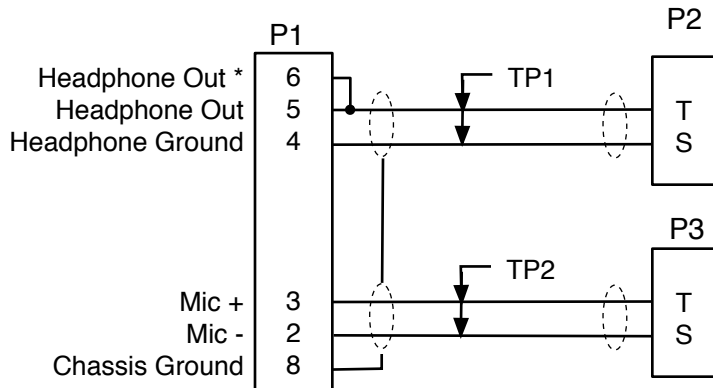 P1
P2
Headphone Out * 6
TP1
Headphone Out 5 T
Headphone Ground 4 S
P3
TP2
Mic + 3 T
Mic - 2 S
Chassis Ground 8